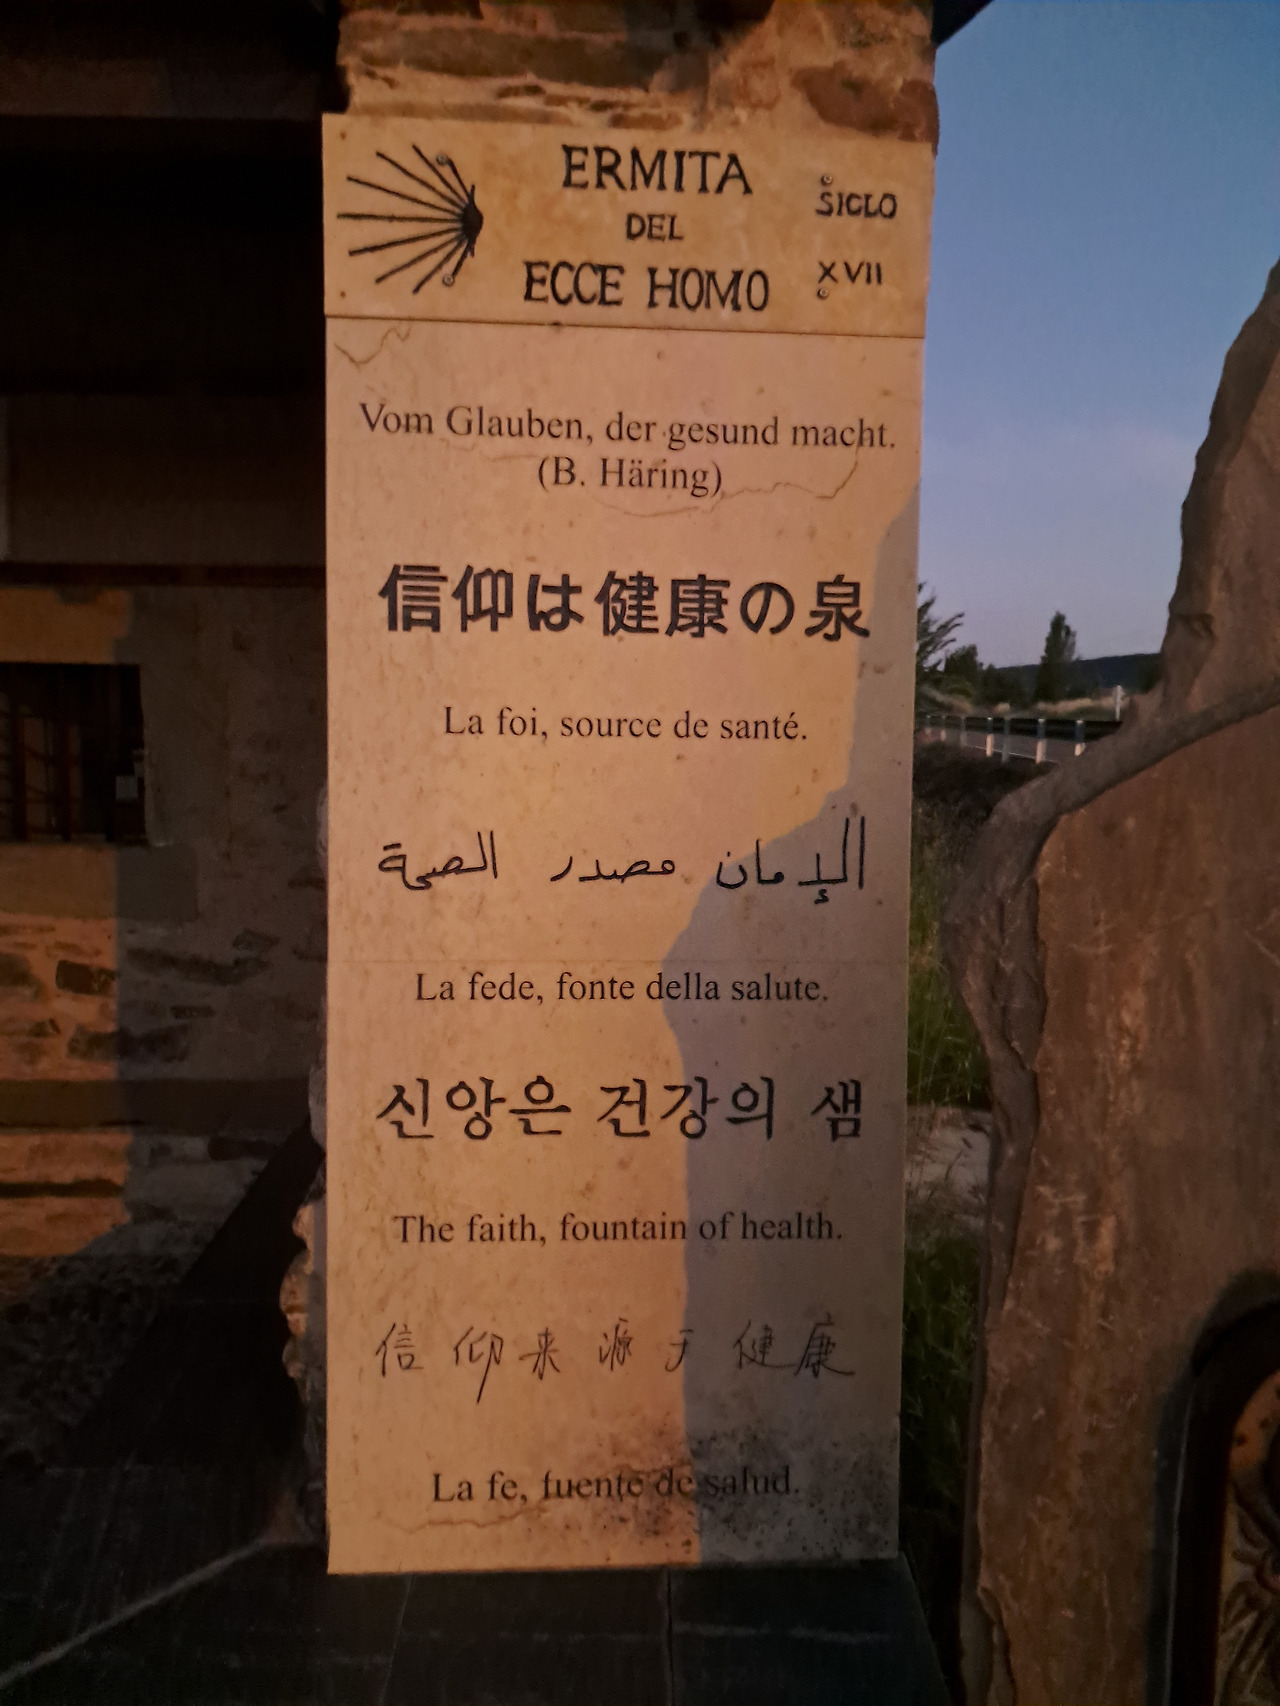 ERMITA
DEL
ECCE HOMO
SIGLO
XVII
Vom Glauben, der gesund macht.
(B. Häring)
信仰は健康の泉
La foi, source de santé.
الإمان مصدر الصحة
La fede, fonte della salute.
신앙은 건강의 샘
The faith, fountain of health.
信仰来源于健康
La fe, fuente de salud.